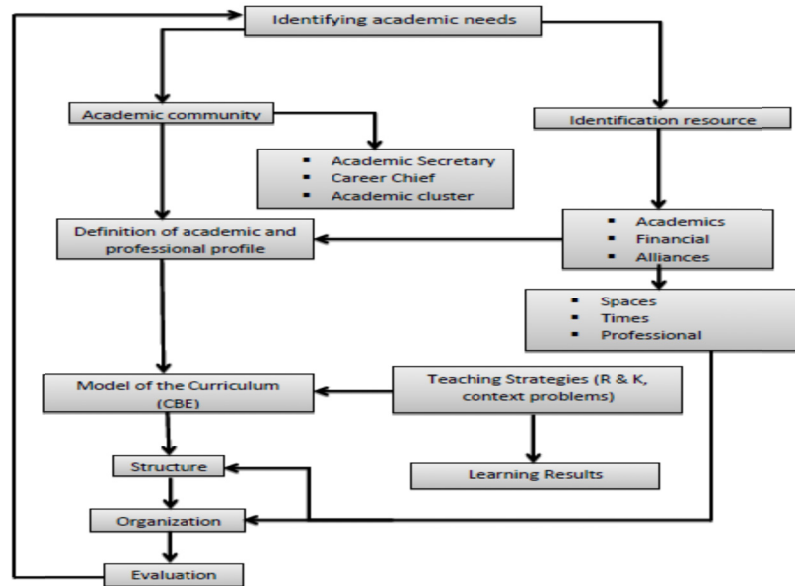 Identifying academic needs
Academic community
Identification resource
▪ Academic Secretary
▪ Career Chief
▪ Academic cluster
Definition of academic and
professional profile
▪ Academics
▪ Financial
▪ Alliances
▪ Spaces
▪ Times
▪ Professional
Model of the Curriculum
(CBE)
Teaching Strategies (R & K,
context problems)
Structure
Learning Results
Organization
Evaluation